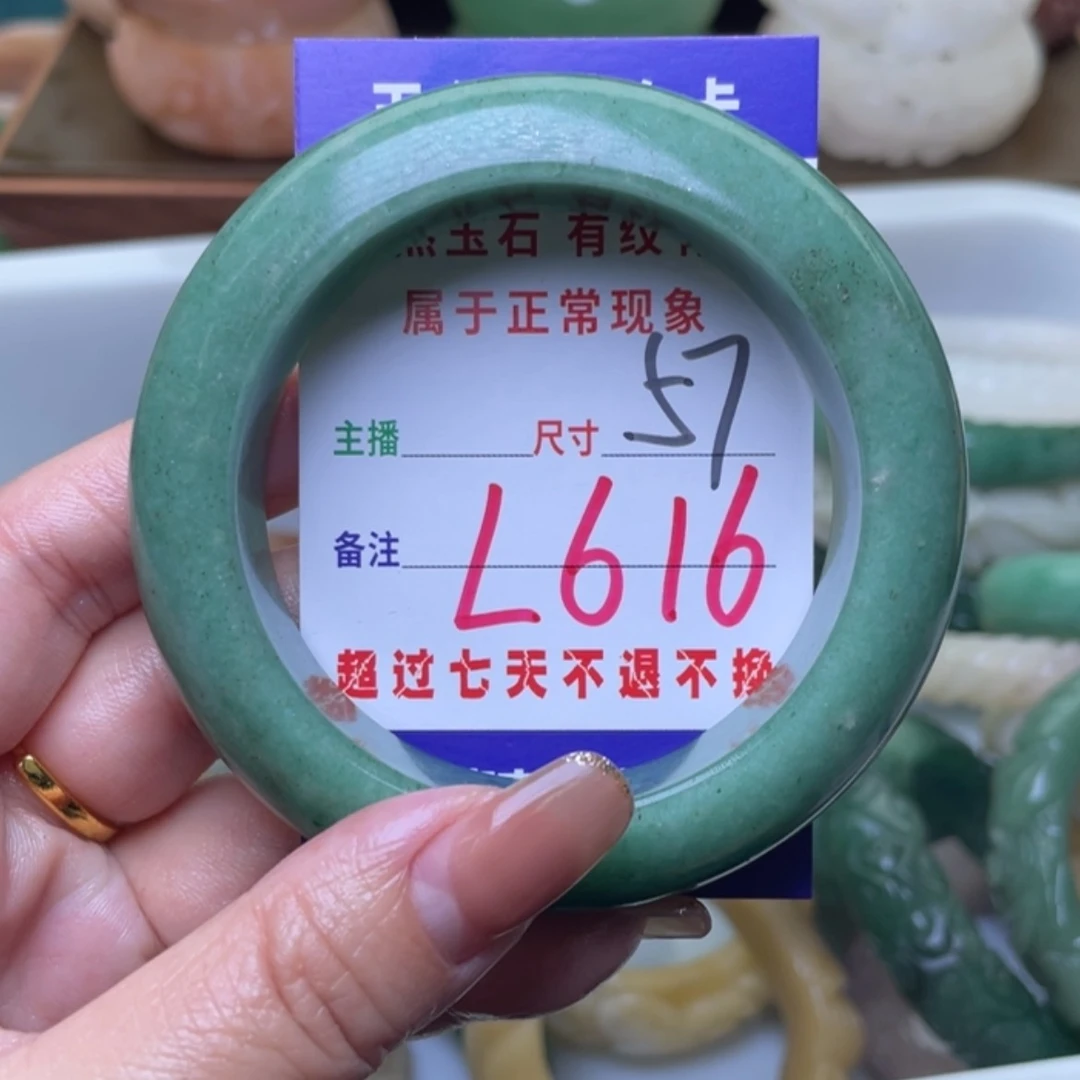 玉石 有纹
属于正常现象
主播 尺寸 57
备注 L616
超过七天不退不换